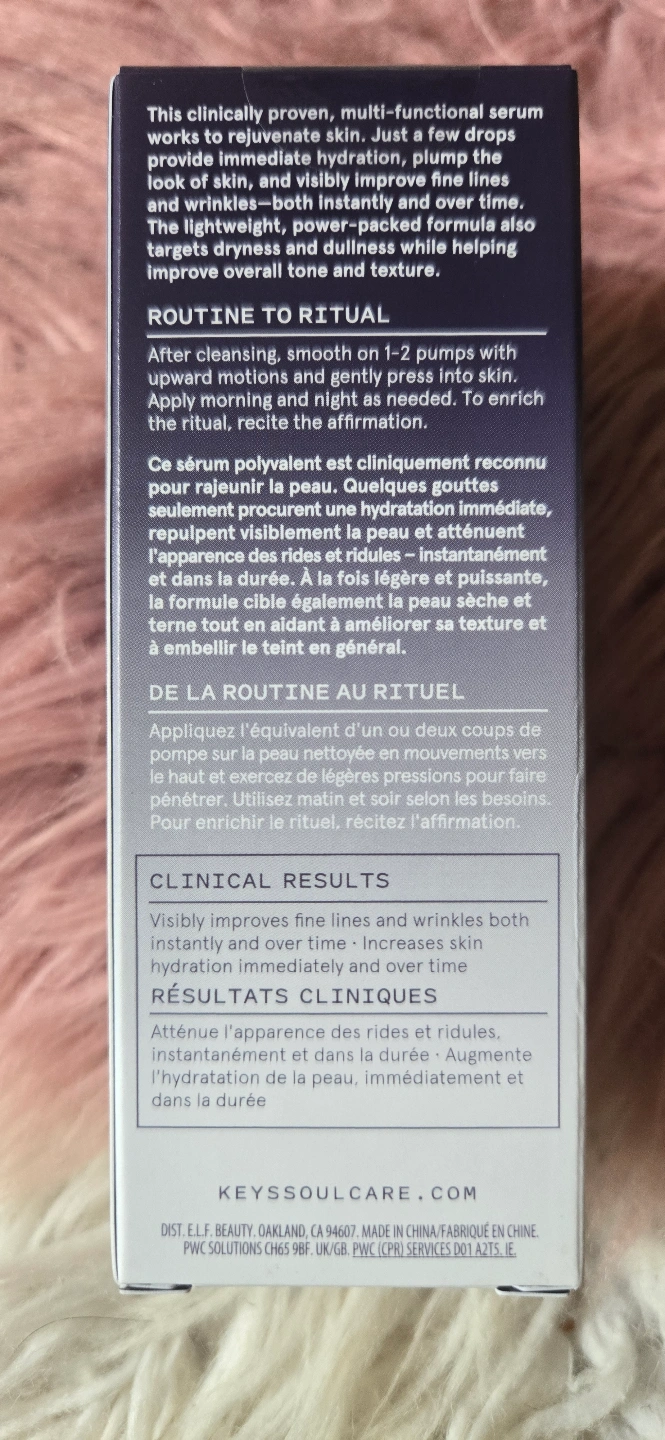 This clinically proven, multi-functional serum
works to rejuvenate skin. Just a few drops
provide immediate hydration, plump the
look of skin, and visibly improve fine lines
and wrinkles—both instantly and over time.
The lightweight, power-packed formula also
targets dryness and dullness while helping
improve overall tone and texture.
ROUTINE TO RITUAL
After cleansing, smooth on 1-2 pumps with
upward motions and gently press into skin.
Apply morning and night as needed. To enrich
the ritual, recite the affirmation.
Ce sérum polyvalent est cliniquement reconnu
pour rajeunir la peau. Quelques gouttes
seulement procurent une hydratation immédiate,
repulpent visiblement la peau et atténuent
l'apparence des rides et ridules – instantanément
et dans la durée. À la fois légère et puissante,
la formule cible également la peau sèche et
terne tout en aidant à améliorer sa texture et
à embellir le teint en général.
DE LA ROUTINE AU RITUEL
Appliquez l'équivalent d'un ou deux coups de
pompe sur la peau nettoyée en mouvements vers
le haut et exercez de légères pressions pour faire
pénétrer. Utilisez matin et soir selon les besoins.
Pour enrichir le rituel, récitez l'affirmation.
CLINICAL RESULTS
Visibly improves fine lines and wrinkles both
instantly and over time · Increases skin
hydration immediately and over time
RÉSULTATS CLINIQUES
Atténue l'apparence des rides et ridules,
instantanément et dans la durée · Augmente
l'hydratation de la peau, immédiatement et
dans la durée
KEYSSOULCARE.COM
DIST. E.L.F. BEAUTY. OAKLAND, CA 94607. MADE IN CHINA/FABRIQUÉ EN CHINE.
PWC SOLUTIONS CH65 9BF. UK/GB. PWC (CPR) SERVICES D01 A2T5. IE.